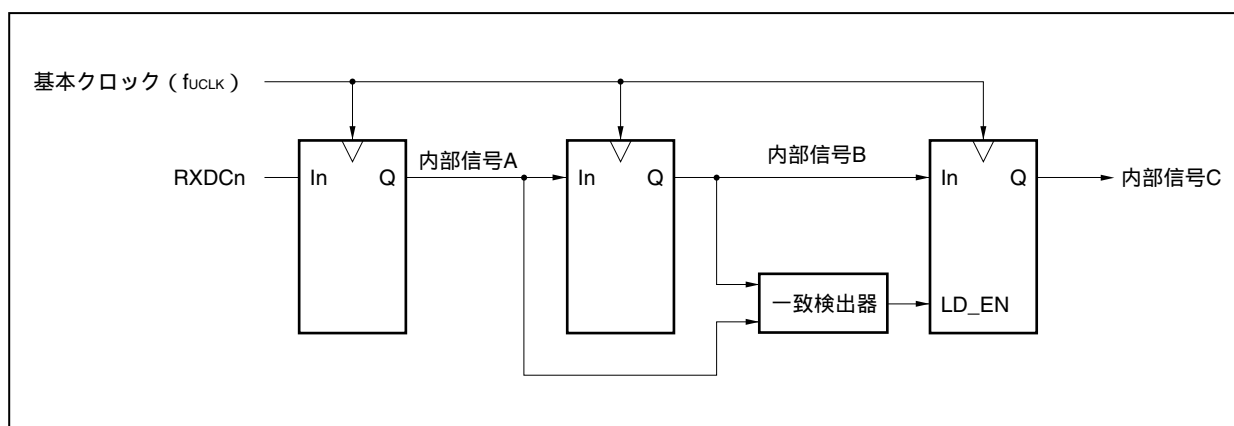 基本クロック（fUCLK）
RXDCn
In
Q
内部信号A
In
Q
内部信号B
In
Q
内部信号C
一致検出器
LD_EN